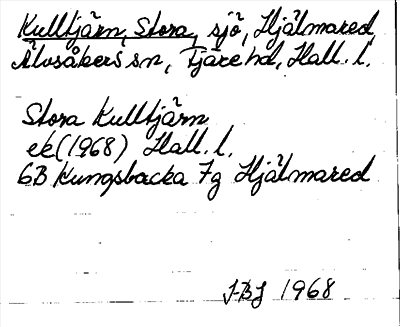 Kulltjärn, Stora, sjö, Hjälmared,
Älvsåkers sn, Fjäre hd, Hall. l.
Stora Kulltjärn
ek(1968) Hall. l.
6B Kungsbacka 7g Hjälmared
J-BJ 1968